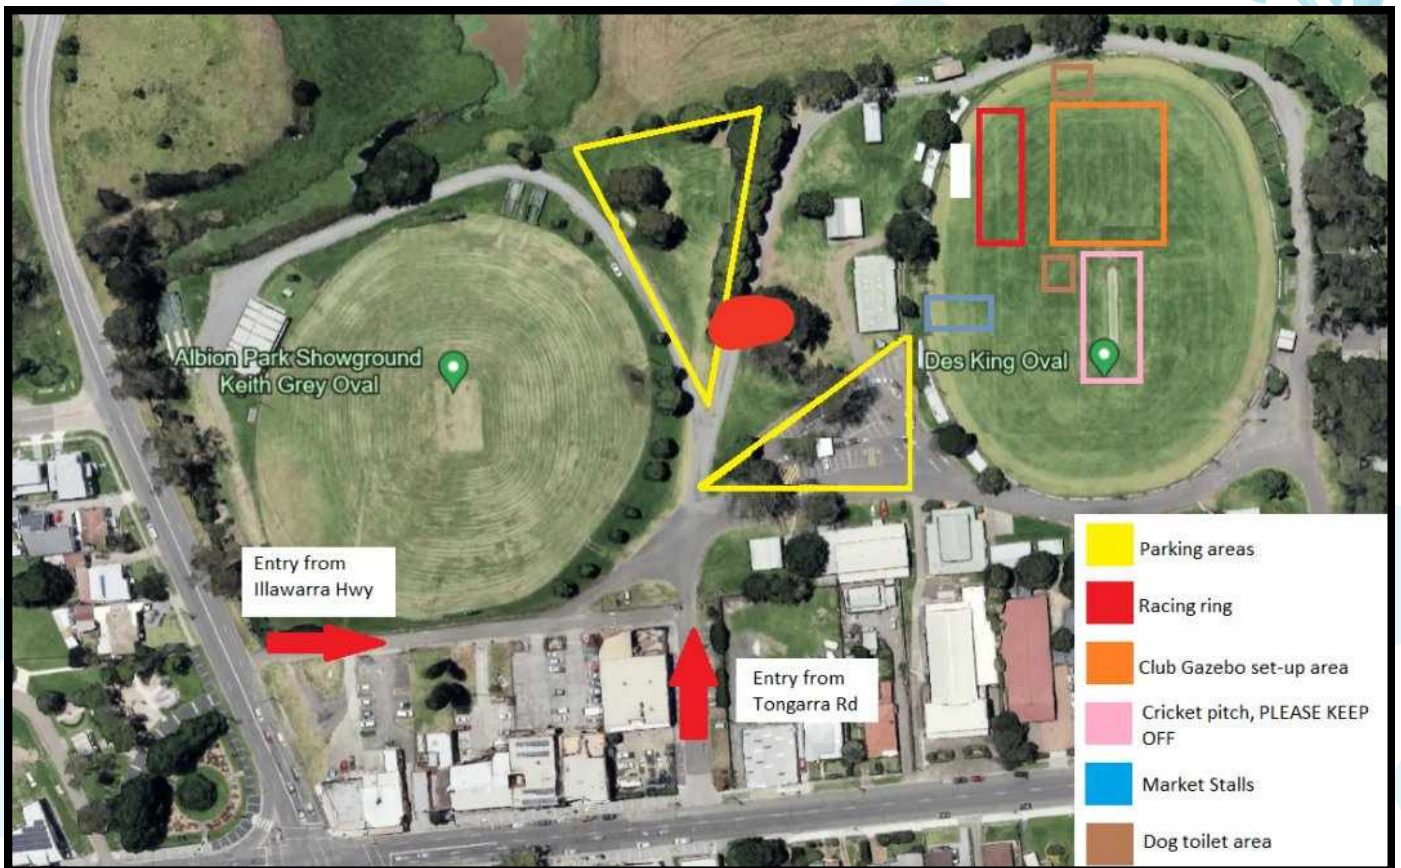 Albion Park Showground
Keith Grey Oval
Des King Oval
Entry from
Illawarra Hwy
Entry from
Tongarra Rd
Parking areas
Racing ring
Club Gazebo set-up area
Cricket pitch, PLEASE KEEP
OFF
Market Stalls
Dog toilet area